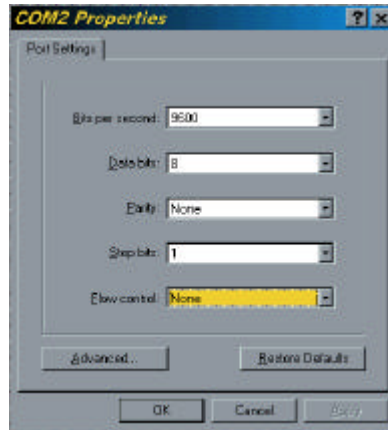 COM2 Properties
Port Settings
Bits per second: 9600
Data bits: 8
Parity: None
Stop bits: 1
Flow control: None
Advanced...
Restore Defaults
OK
Cancel
Apply